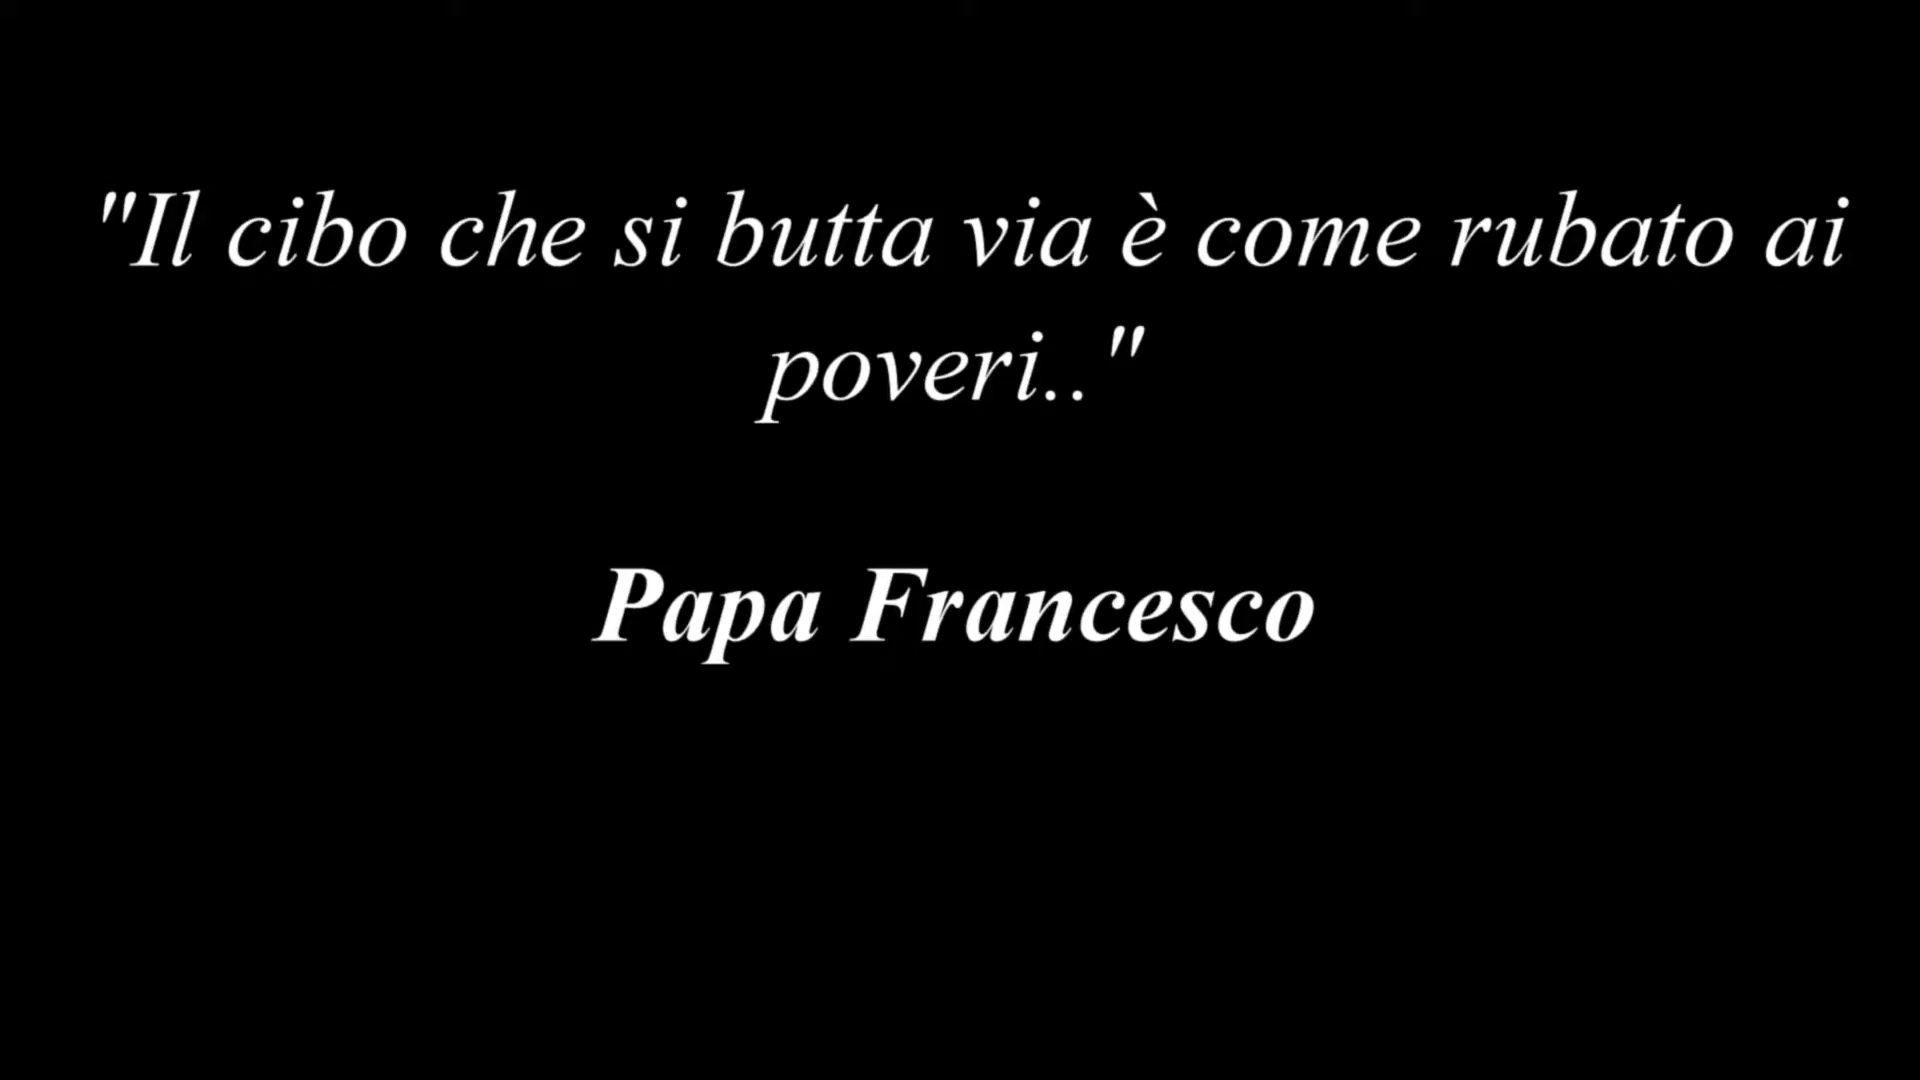 "Il cibo che si butta via è come rubato ai
poveri.."
Papa Francesco